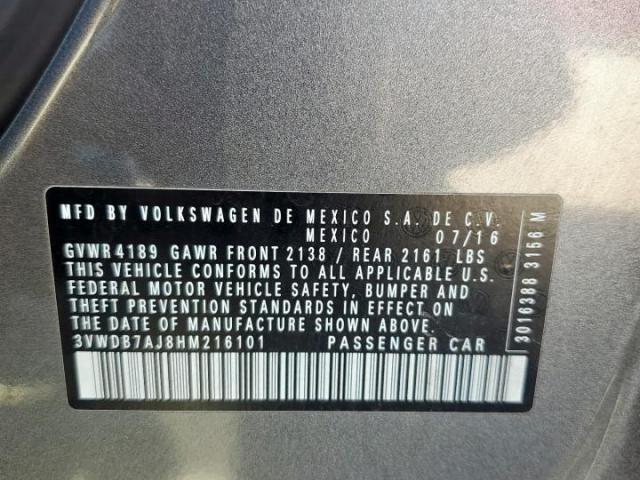 MFD BY VOLKSWAGEN DE MEXICO S.A. DE C.V.
MEXICO 07/16
GVWR 4189 GAWR FRONT 2138 / REAR 2161 LBS
THIS VEHICLE CONFORMS TO ALL APPLICABLE U.S.
FEDERAL MOTOR VEHICLE SAFETY, BUMPER AND
THEFT PREVENTION STANDARDS IN EFFECT ON
THE DATE OF MANUFACTURE SHOWN ABOVE.
3VWDB7AJ8HM216101 PASSENGER CAR
3016388 3156 M